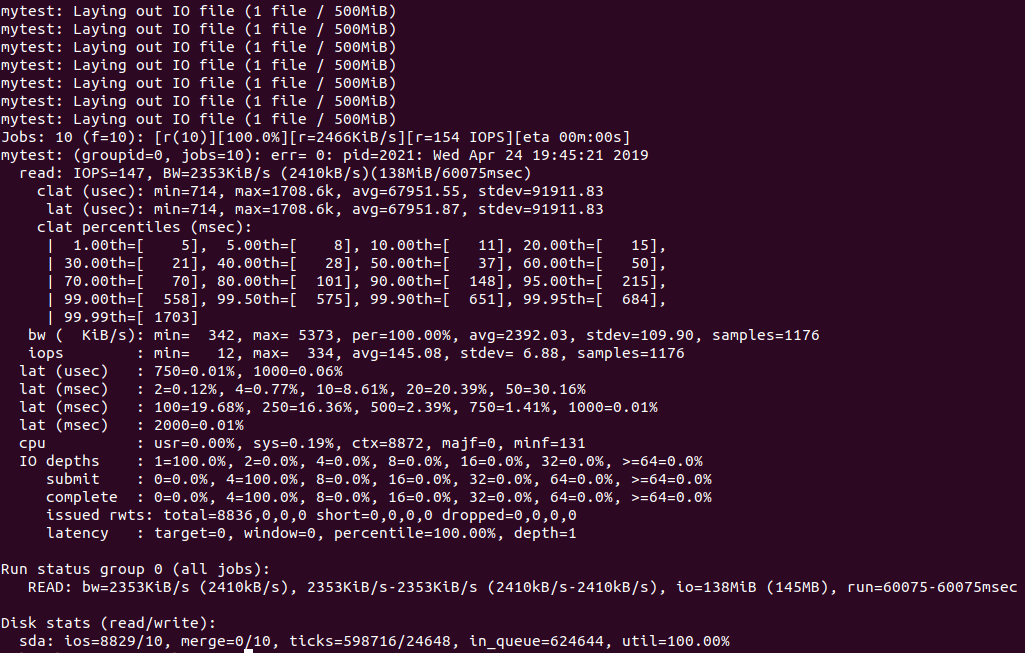 mytest: Laying out IO file (1 file / 500MiB)
mytest: Laying out IO file (1 file / 500MiB)
mytest: Laying out IO file (1 file / 500MiB)
mytest: Laying out IO file (1 file / 500MiB)
mytest: Laying out IO file (1 file / 500MiB)
mytest: Laying out IO file (1 file / 500MiB)
mytest: Laying out IO file (1 file / 500MiB)
Jobs: 10 (f=10): [r(10)][100.0%][r=2466KiB/s][r=154 IOPS][eta 00m:00s]
mytest: (groupid=0, jobs=10): err= 0: pid=2021: Wed Apr 24 19:45:21 2019
  read: IOPS=147, BW=2353KiB/s (2410kB/s)(138MiB/60075msec)
    clat (usec): min=714, max=1708.6k, avg=67951.55, stdev=91911.83
     lat (usec): min=714, max=1708.6k, avg=67951.87, stdev=91911.83
    clat percentiles (msec):
     |  1.00th=[    5],  5.00th=[    8], 10.00th=[   11], 20.00th=[   15],
     | 30.00th=[   21], 40.00th=[   28], 50.00th=[   37], 60.00th=[   50],
     | 70.00th=[   70], 80.00th=[  101], 90.00th=[  148], 95.00th=[  215],
     | 99.00th=[  558], 99.50th=[  575], 99.90th=[  651], 99.95th=[  684],
     | 99.99th=[ 1703]
   bw (  KiB/s): min=  342, max= 5373, per=100.00%, avg=2392.03, stdev=109.90, samples=1176
   iops        : min=   12, max=  334, avg=145.08, stdev= 6.88, samples=1176
  lat (usec)   : 750=0.01%, 1000=0.06%
  lat (msec)   : 2=0.12%, 4=0.77%, 10=8.61%, 20=20.39%, 50=30.16%
  lat (msec)   : 100=19.68%, 250=16.36%, 500=2.39%, 750=1.41%, 1000=0.01%
  lat (msec)   : 2000=0.01%
  cpu          : usr=0.00%, sys=0.19%, ctx=8872, majf=0, minf=131
  IO depths    : 1=100.0%, 2=0.0%, 4=0.0%, 8=0.0%, 16=0.0%, 32=0.0%, >=64=0.0%
     submit    : 0=0.0%, 4=100.0%, 8=0.0%, 16=0.0%, 32=0.0%, 64=0.0%, >=64=0.0%
     complete  : 0=0.0%, 4=100.0%, 8=0.0%, 16=0.0%, 32=0.0%, 64=0.0%, >=64=0.0%
     issued rwts: total=8836,0,0,0 short=0,0,0,0 dropped=0,0,0,0
     latency   : target=0, window=0, percentile=100.00%, depth=1

Run status group 0 (all jobs):
   READ: bw=2353KiB/s (2410kB/s), 2353KiB/s-2353KiB/s (2410kB/s-2410kB/s), io=138MiB (145MB), run=60075-60075msec

Disk stats (read/write):
  sda: ios=8829/10, merge=0/10, ticks=598716/24648, in_queue=624644, util=100.00%